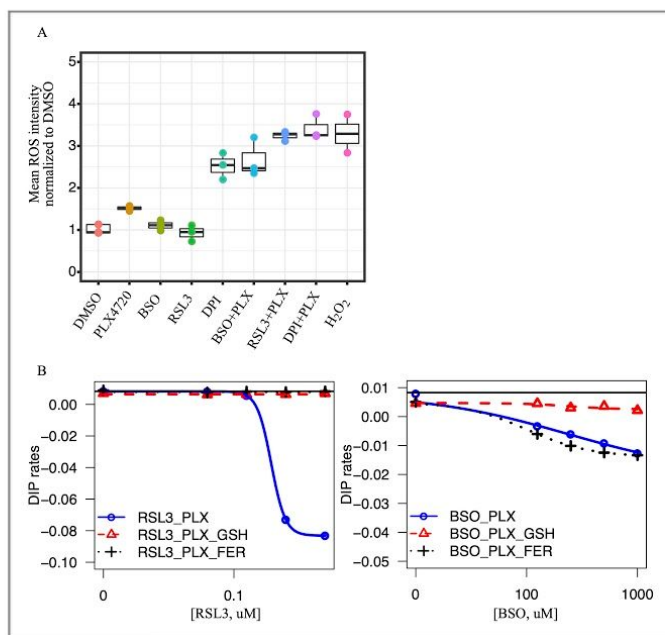 A
Mean ROS intensity
normalized to DMSO
5
4
3
2
1
0
DMSO
PLX4720
BSO
RSL3
DPI
BSO+PLX
RSL3+PLX
DPI+PLX
H₂O₂
B
DIP rates
0.00
−0.02
−0.04
−0.06
−0.08
−0.10
RSL3_PLX
RSL3_PLX_GSH
RSL3_PLX_FER
0
0.1
[RSL3, uM]
DIP rates
0.01
0.00
−0.01
−0.02
−0.03
−0.04
−0.05
BSO_PLX
BSO_PLX_GSH
BSO_PLX_FER
0
100
1000
[BSO, uM]